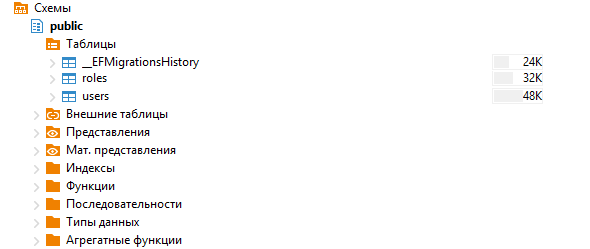 Схемы
public
Таблицы
__EFMigrationsHistory 24K
roles 32K
users 48K
Внешние таблицы
Представления
Мат. представления
Индексы
Функции
Последовательности
Типы данных
Агрегатные функции